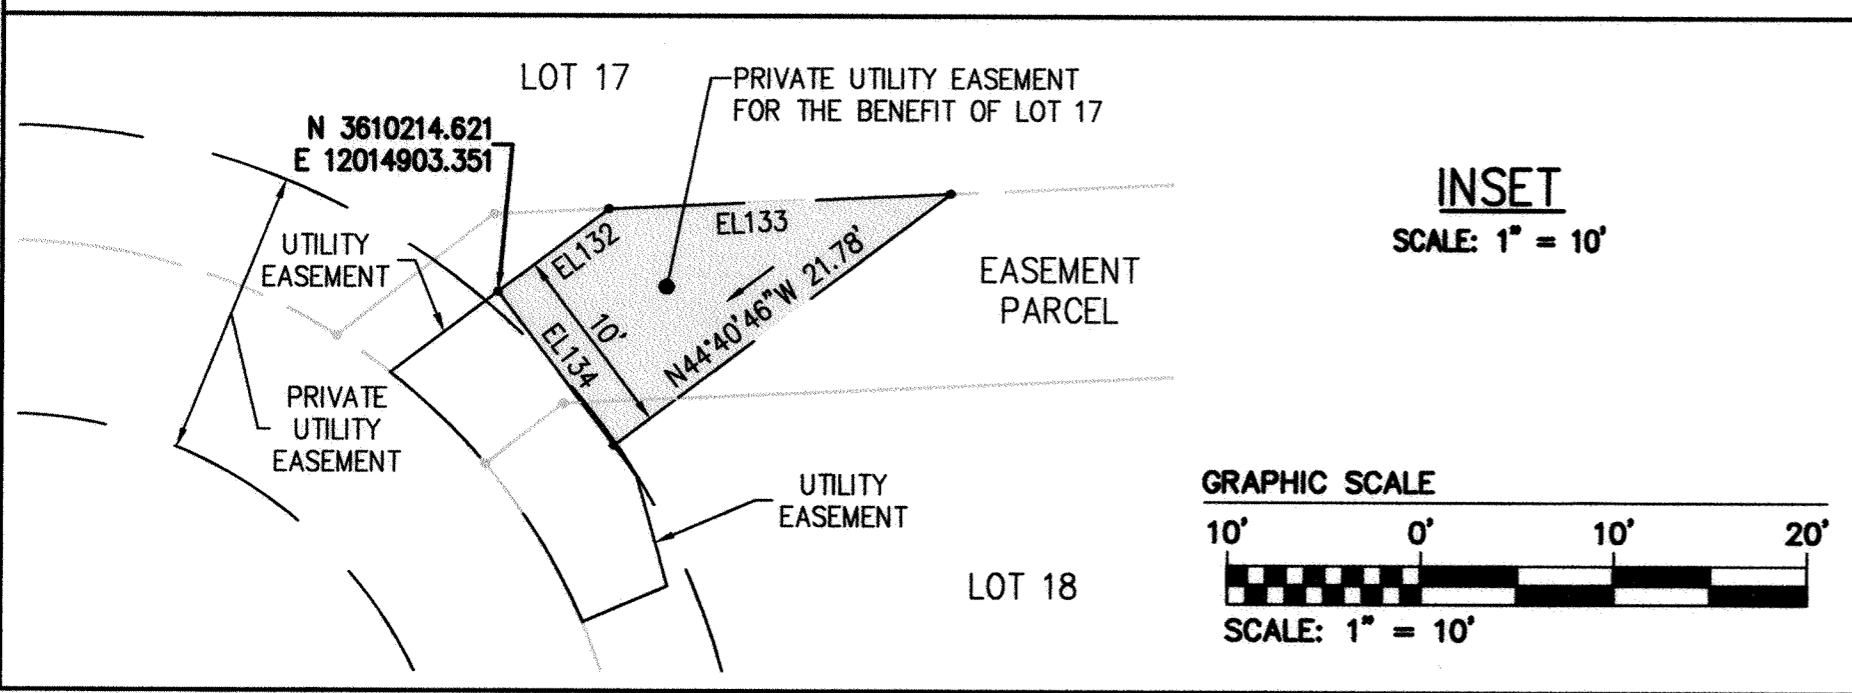 LOT 17
PRIVATE UTILITY EASEMENT
FOR THE BENEFIT OF LOT 17
N 3610214.621
E 12014903.351
INSET
SCALE: 1" = 10'
UTILITY
EASEMENT
EL132
EL133
EASEMENT
PARCEL
10'
EL134
N44°40'46"W 21.78'
PRIVATE
UTILITY
EASEMENT
UTILITY
EASEMENT
LOT 18
GRAPHIC SCALE
10' 0' 10' 20'
SCALE: 1" = 10'